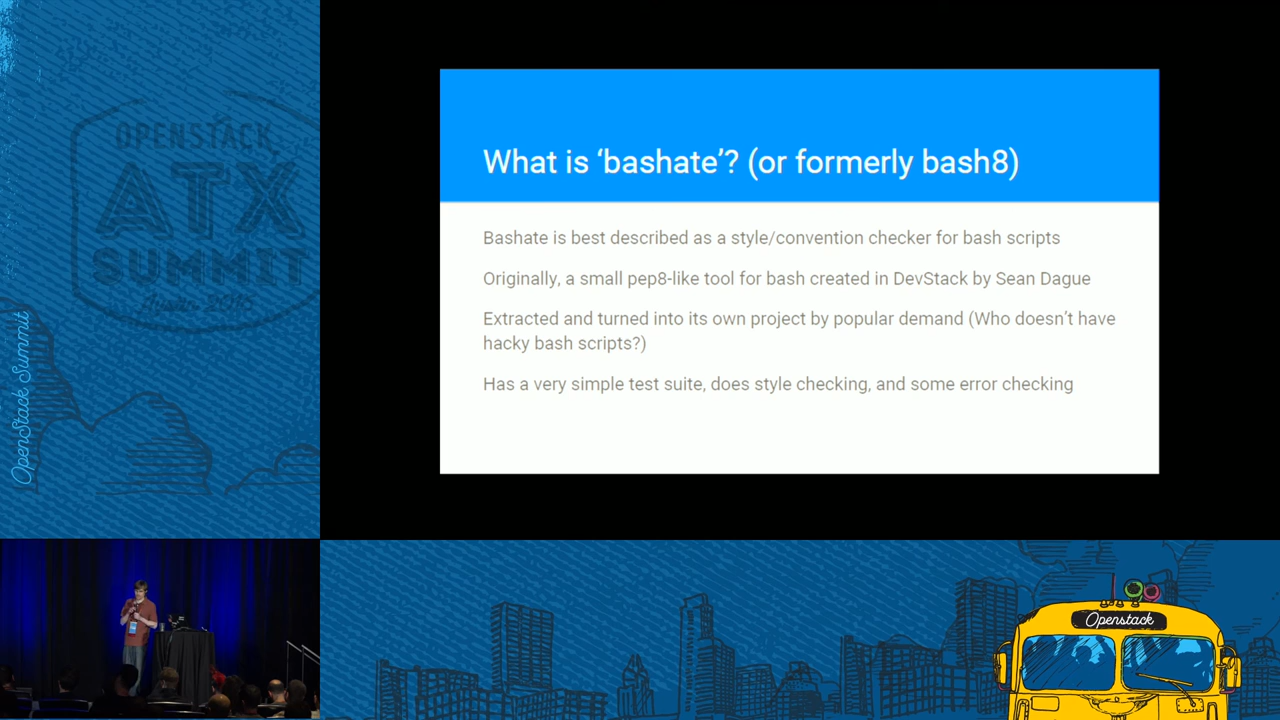 OPENSTACK
ATX
SUMMIT
Austin 2016
OpenStack Summit
What is ‘bashate’? (or formerly bash8)
Bashate is best described as a style/convention checker for bash scripts
Originally, a small pep8-like tool for bash created in DevStack by Sean Dague
Extracted and turned into its own project by popular demand (Who doesn’t have
hacky bash scripts?)
Has a very simple test suite, does style checking, and some error checking
Openstack